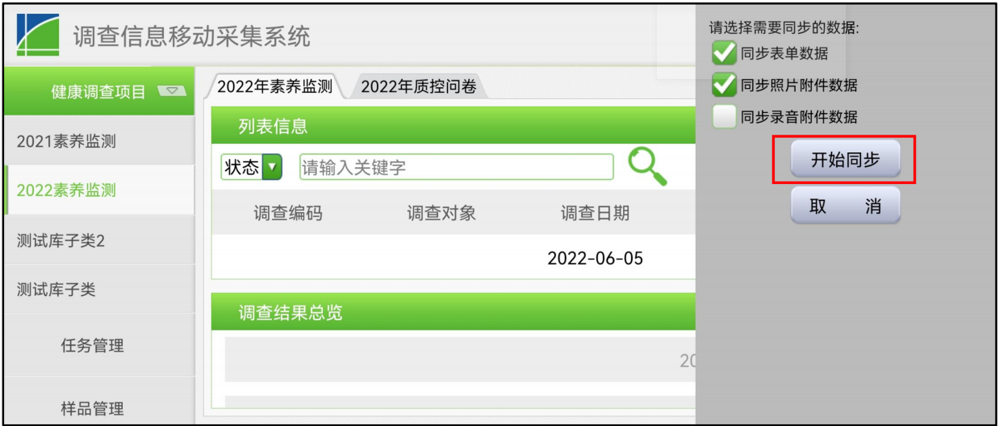 调查信息移动采集系统
健康调查项目
2021素养监测
2022素养监测
测试库子类2
测试库子类
任务管理
样品管理
2022年素养监测 2022年质控问卷
列表信息
状态 请输入关键字
调查编码 调查对象 调查日期
2022-06-05
调查结果总览
20
请选择需要同步的数据:
同步表单数据
同步照片附件数据
同步录音附件数据
开始同步
取 消